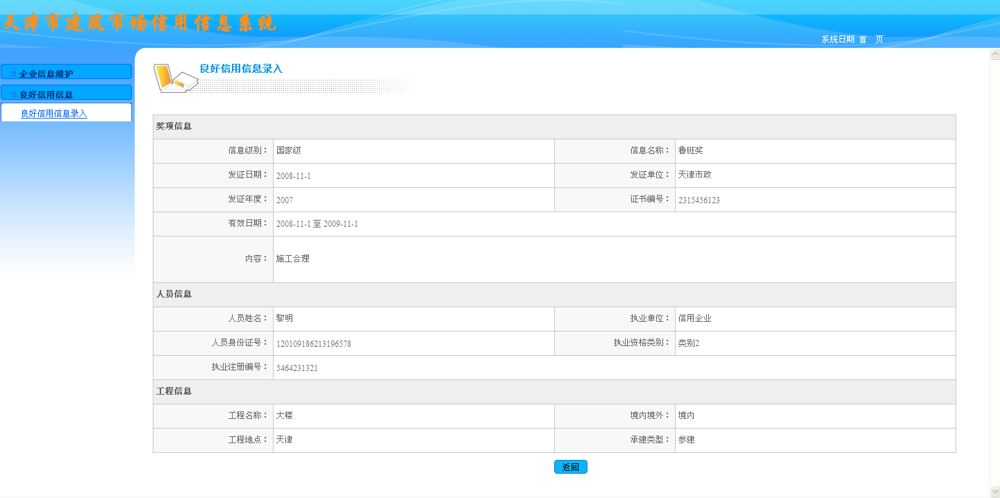 天津市建筑市场信用信息系统
系统日期 首 页
企业信息维护
良好信用信息
良好信用信息录入
良好信用信息录入
奖项信息
信息级别： 国家级 信息名称： 鲁班奖
发证日期： 2008-11-1 发证单位： 天津市政
发证年度： 2007 证书编号： 2315456123
有效日期： 2008-11-1 至 2009-11-1
内容： 施工合理
人员信息
人员姓名： 黎明 执业单位： 信用企业
人员身份证号： 120109186213196578 执业资格类别： 类别2
执业注册编号： 5464231321
工程信息
工程名称： 大楼 境内境外： 境内
工程地点： 天津 承建类型： 参建
返回